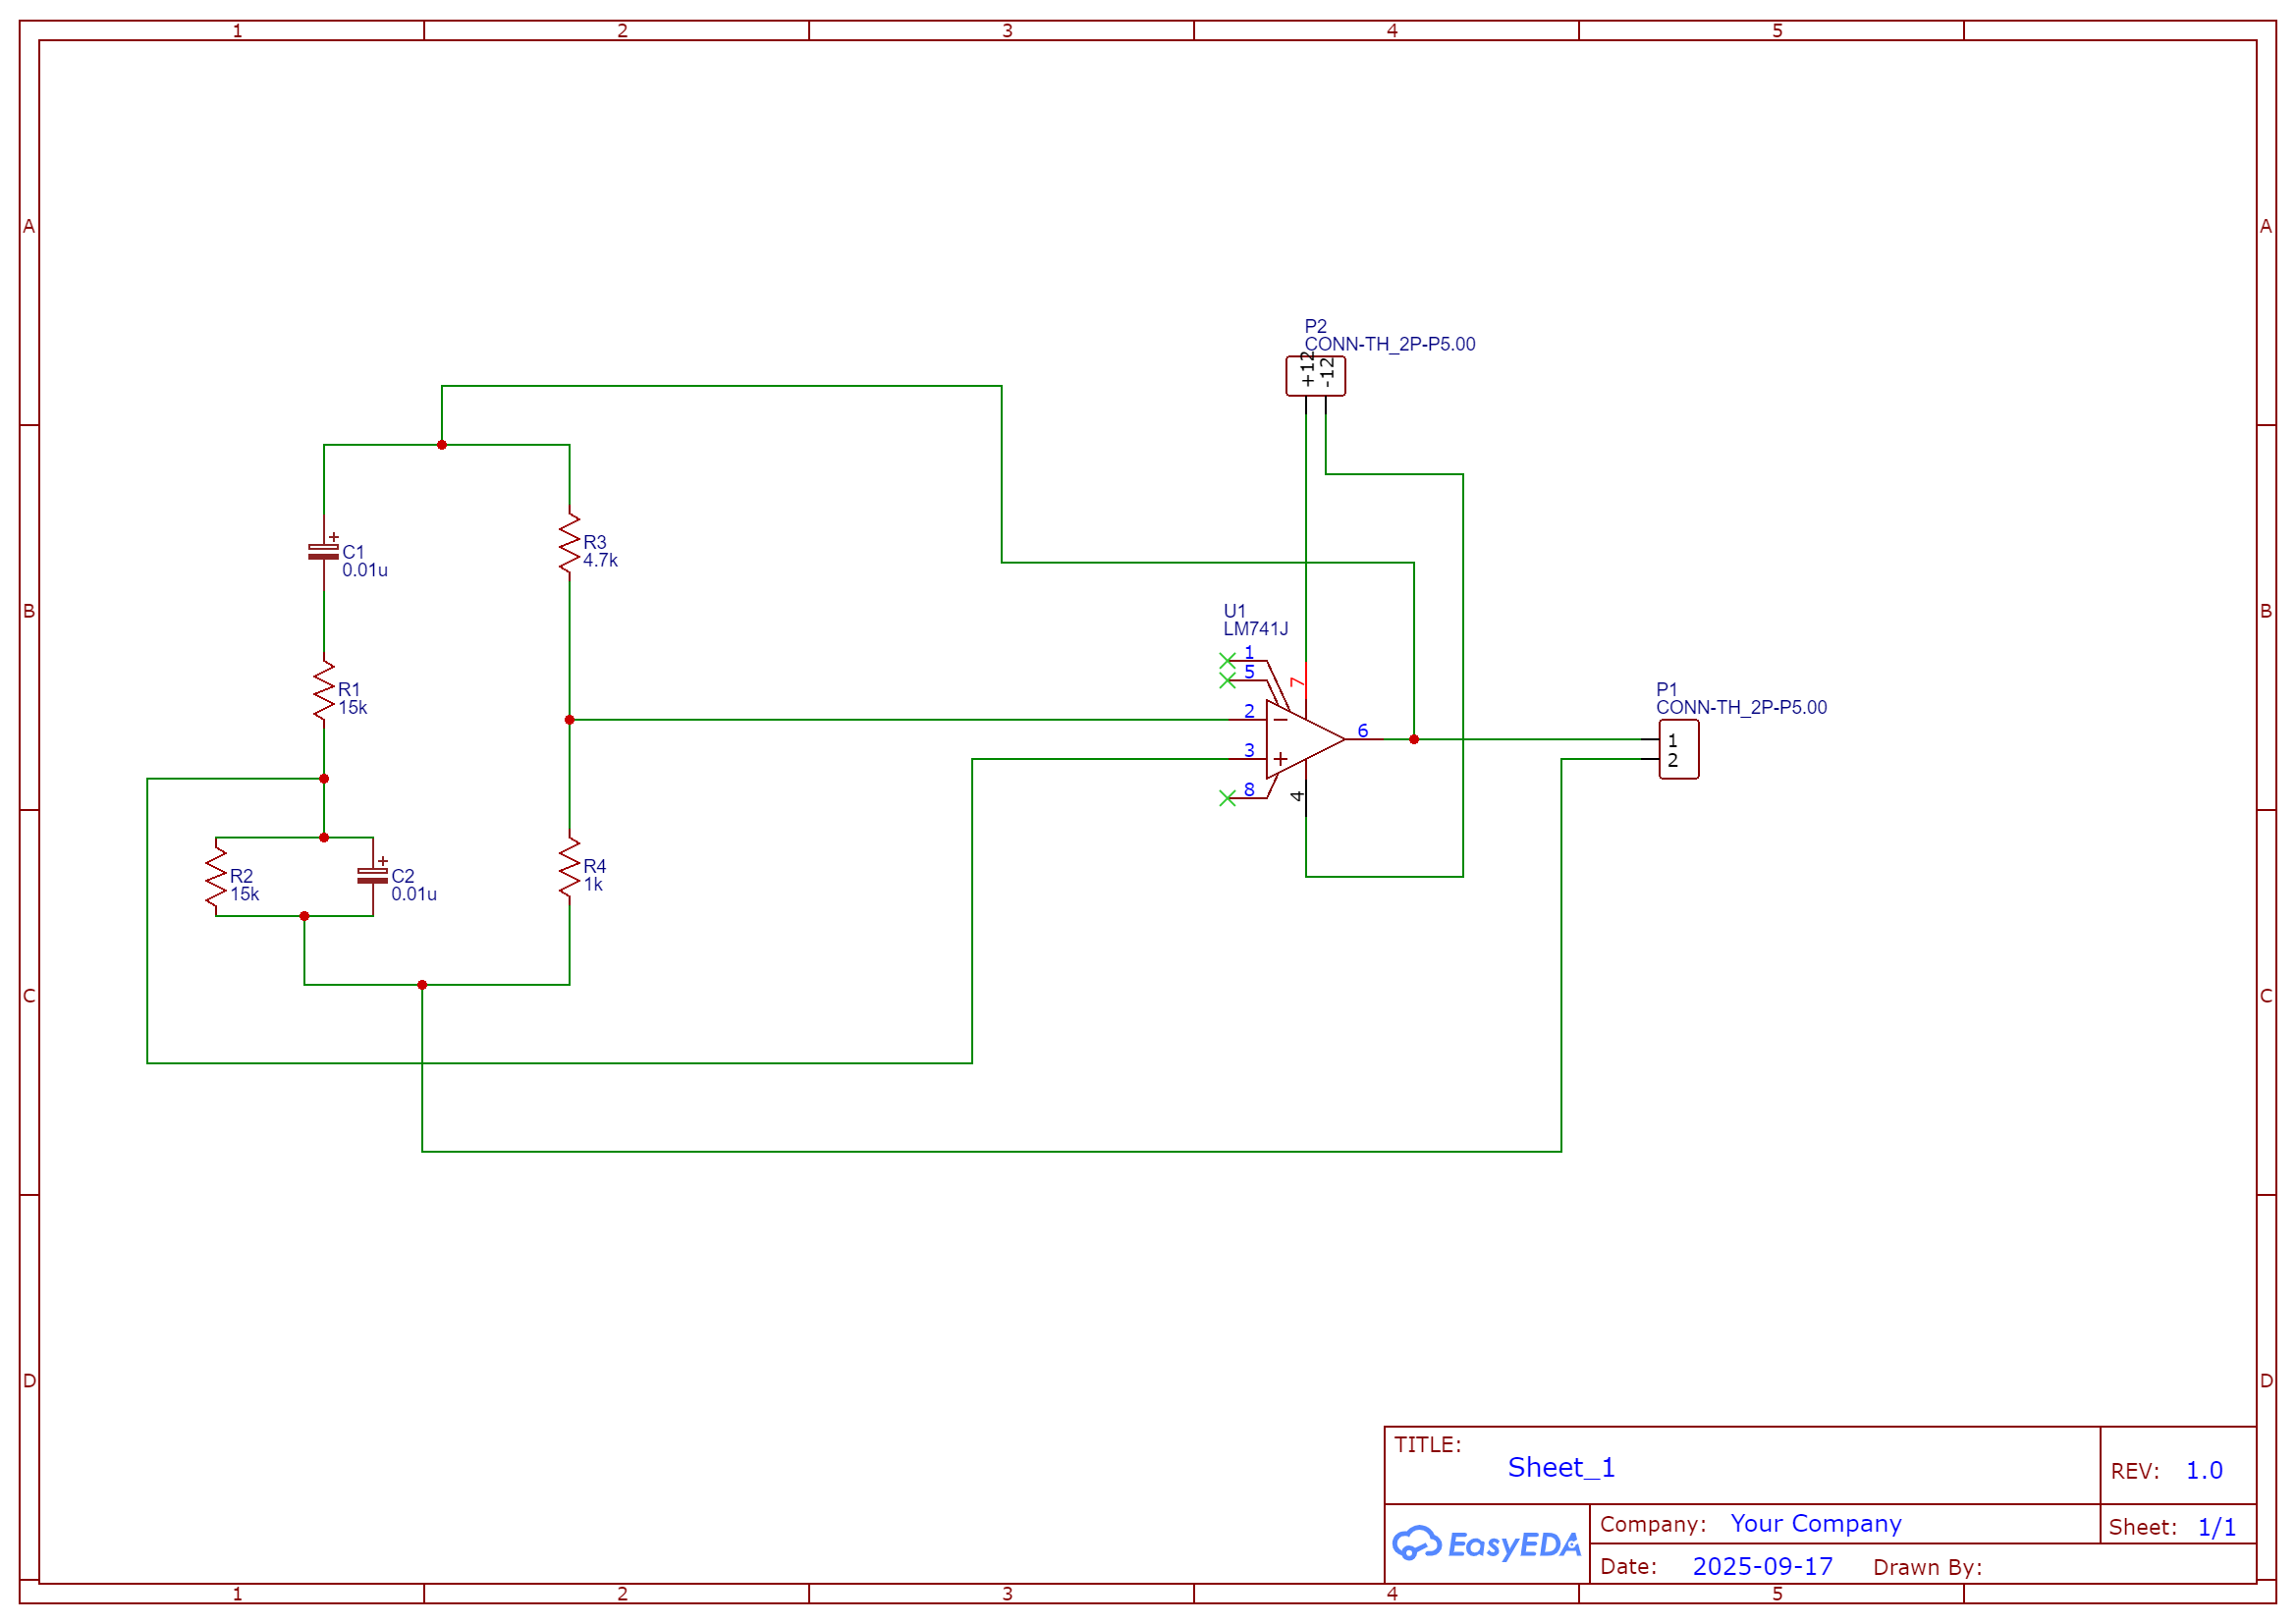 1 2 3 4 5
A A
P2
CONN-TH_2P-P5.00
+12 -12
+
C1
0.01u
R3
4.7k
B B
U1
LM741J
1
5
7
2
3
8
4
6
R1
15k
P1
CONN-TH_2P-P5.00
1
2
+
R2
15k
C2
0.01u
R4
1k
C C
D D
TITLE:
Sheet_1
REV: 1.0
EasyEDA
Company: Your Company
Sheet: 1/1
Date: 2025-09-17 Drawn By:
1 2 3 4 5